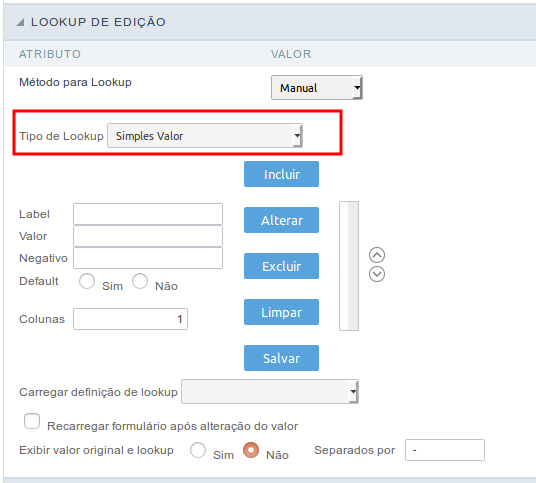 LOOKUP DE EDIÇÃO
ATRIBUTO VALOR
Método para Lookup Manual
Tipo de Lookup Simples Valor
Incluir
Label
Alterar
Valor
Negativo
Excluir
Default Sim Não
Colunas 1
Limpar
Salvar
Carregar definição de lookup
Recarregar formulário após alteração do valor
Exibir valor original e lookup Sim Não Separados por -